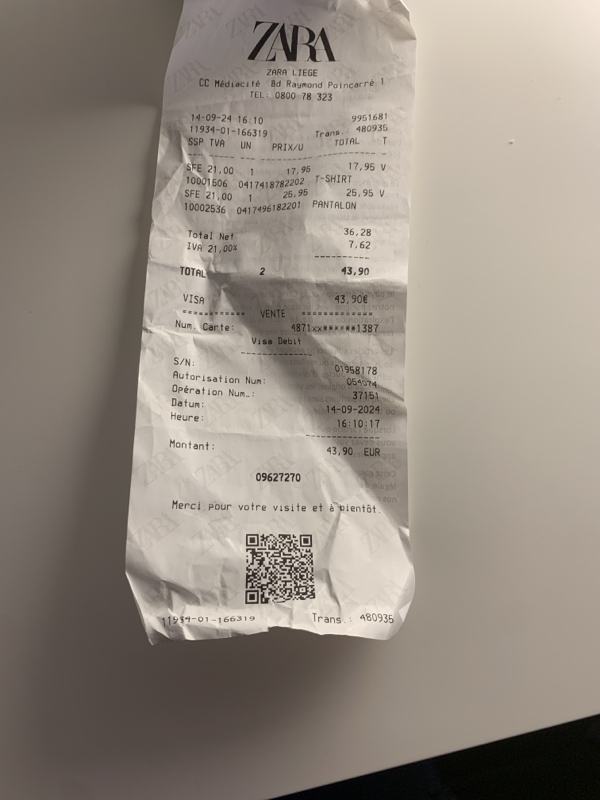 ZARA
ZARA LIEGE
CC Médiacité Bd Raymond Poincarré 1
TEL. 0800 78 323
14-09-24 16:10 9951681
11934-01-166319 Trans. 480935
SSP TVA UN PRIX/U TOTAL T
SFE 21,00 1 17,95 17,95 V
10001506 0417418782202 T-SHIRT
SFE 21,00 1 25,95 25,95 V
10002536 0417496182201 PANTALON
Total Net 36,28
IVA 21,00% 7,62
TOTAL 2 43,90
VISA 43,90€
============ VENTE ============
Num. Carte: 4871xx******1387
Visa Debit
S/N: 01958178
Autorisation Num:
Opération Num.: 37151
Datum: 14-09-2024
Heure: 16:10:17
Montant: 43,90 EUR
09627270
Merci pour votre visite et à bientôt.
11934-01-166319 Trans.: 480935